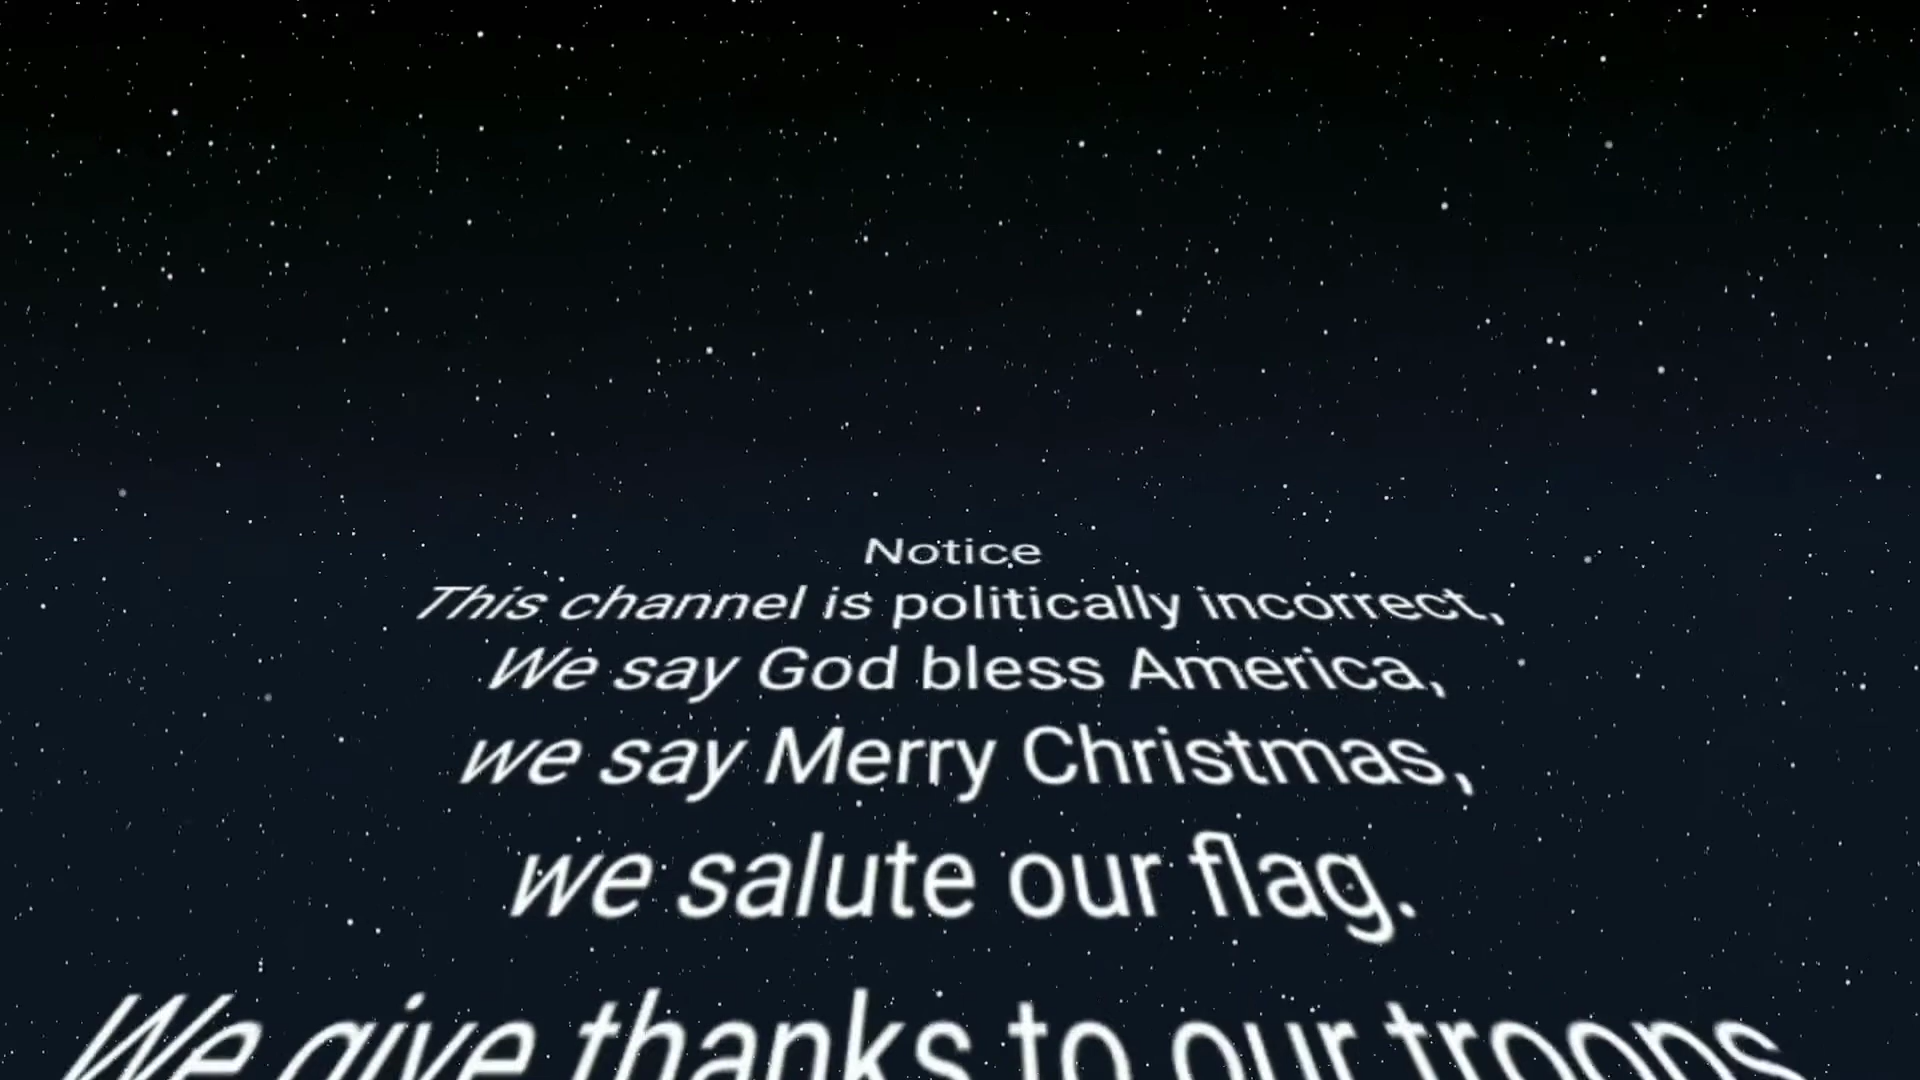 Notice
This channel is politically incorrect,
We say God bless America,
we say Merry Christmas,
we salute our flag.
We give thanks to our troops